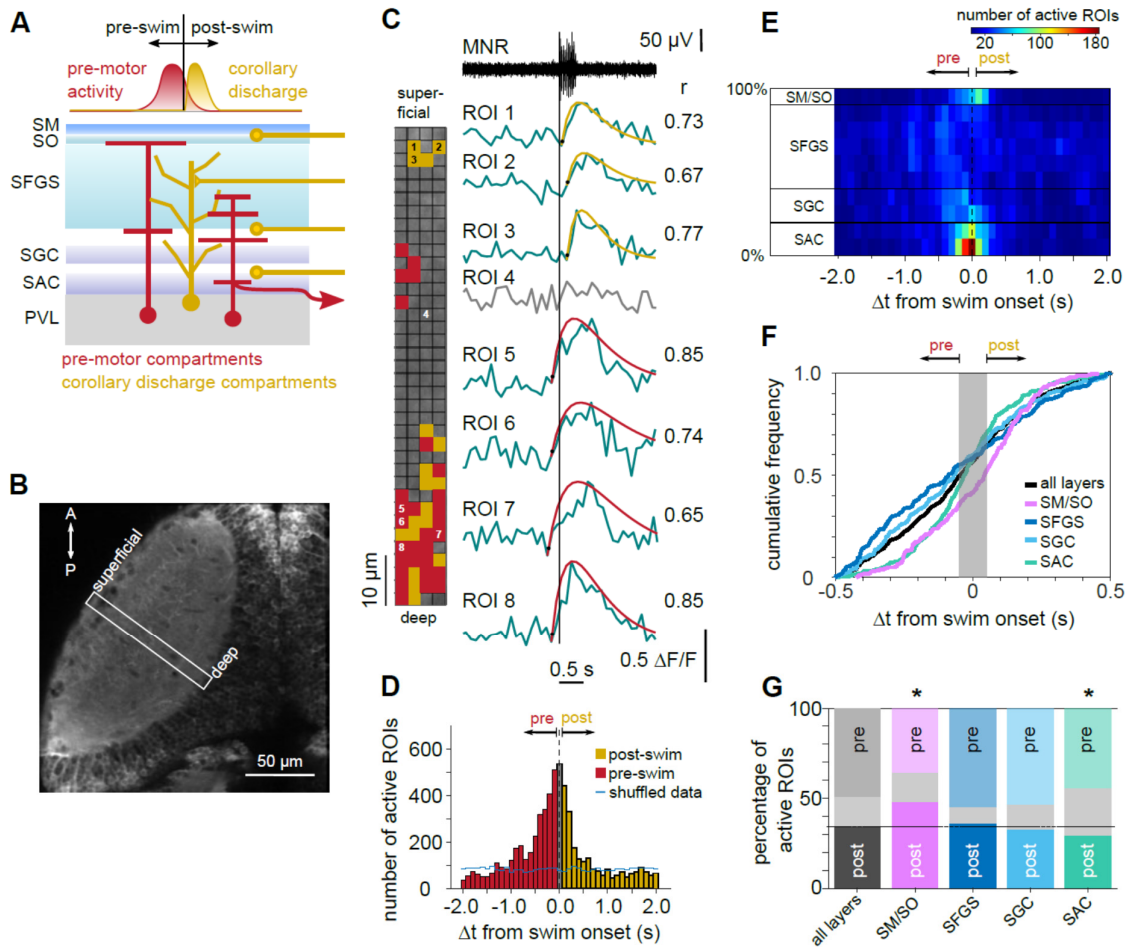 A
pre-swim
post-swim
pre-motor
activity
corollary
discharge
SM
SO
SFGS
SGC
SAC
PVL
pre-motor compartments
corollary discharge compartments
B
A
P
superficial
deep
50 μm
C
MNR
50 μV
r
super-
ficial
1
2
3
4
5
6
7
8
deep
10 μm
ROI 1
0.73
ROI 2
0.67
ROI 3
0.77
ROI 4
ROI 5
0.85
ROI 6
0.74
ROI 7
0.65
ROI 8
0.85
0.5 s
0.5 ΔF/F
D
pre
post
post-swim
pre-swim
shuffled data
number of active ROIs
600
400
200
0
-2.0 -1.0 0.0 1.0 2.0
Δt from swim onset (s)
E
number of active ROIs
20 100 180
pre
post
100%
0%
SM/SO
SFGS
SGC
SAC
-2.0 -1.0 0.0 1.0 2.0
Δt from swim onset (s)
F
pre
post
cumulative frequency
1.0
0.5
0
all layers
SM/SO
SFGS
SGC
SAC
-0.5 0 0.5
Δt from swim onset (s)
G
* *
percentage of
active ROIs
100
50
0
pre pre pre pre pre
post post post post post
all layers
SM/SO
SFGS
SGC
SAC